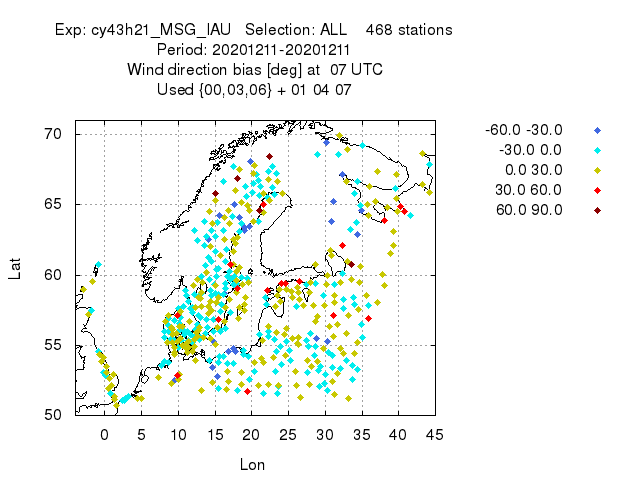 Exp: cy43h21_MSG_IAU   Selection: ALL    468 stations
Period: 20201211-20201211
Wind direction bias [deg] at  07 UTC
Used {00,03,06} + 01 04 07
70
65
60
55
50
Lat
0 5 10 15 20 25 30 35 40 45
Lon
-60.0 -30.0
-30.0 0.0
0.0 30.0
30.0 60.0
60.0 90.0